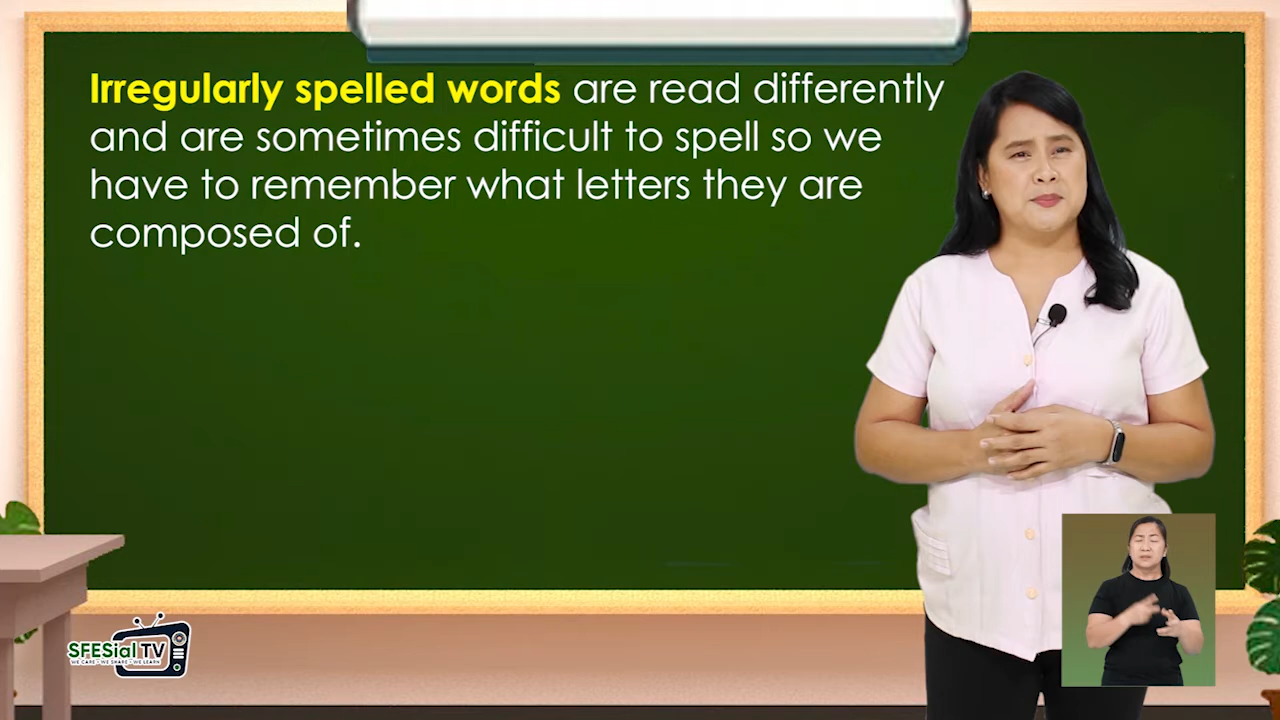 Irregularly spelled words are read differently
and are sometimes difficult to spell so we
have to remember what letters they are
composed of.
SFESial TV
WE CARE • WE SHARE • WE LEARN